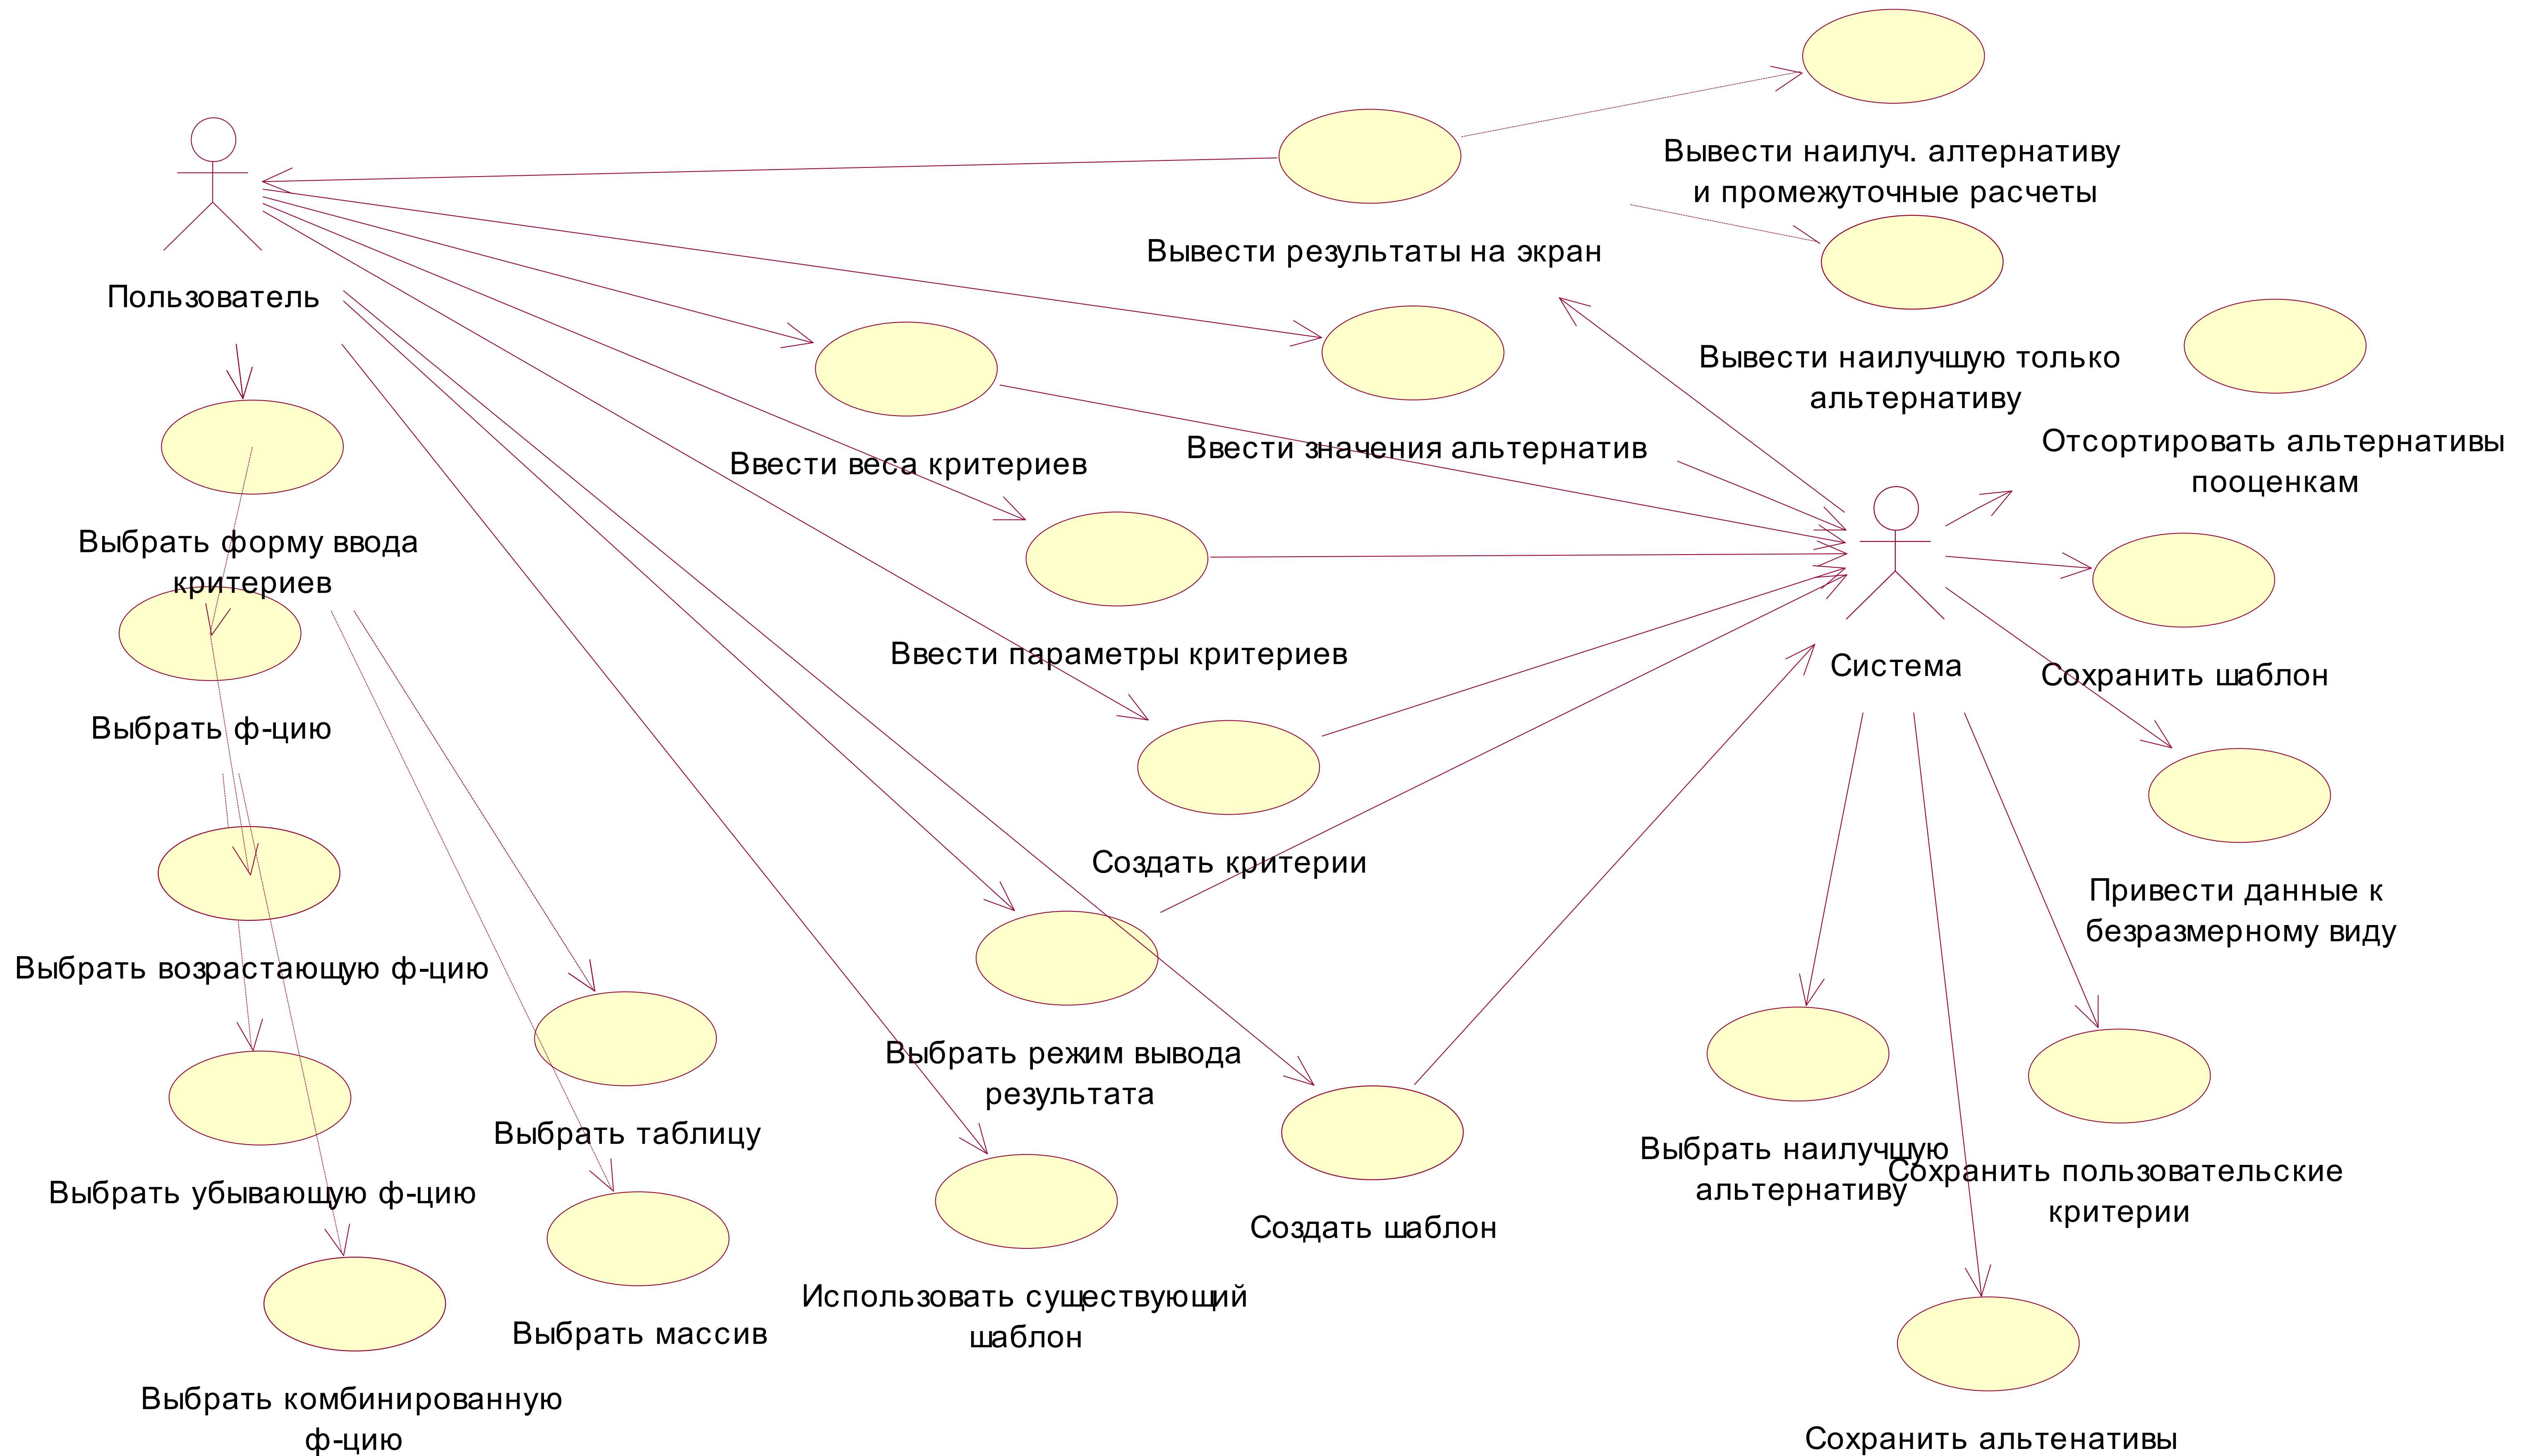 Вывести наилуч. алтернативу
и промежуточные расчеты
Вывести результаты на экран
Пользователь
Вывести наилучшую только
альтернативу
Отсортировать альтернативы
пооценкам
Ввести значения альтернатив
Ввести веса критериев
Выбрать форму ввода
критериев
Ввести параметры критериев
Система
Сохранить шаблон
Выбрать ф-цию
Создать критерии
Привести данные к
безразмерному виду
Выбрать возрастающую ф-цию
Выбрать режим вывода
результата
Выбрать таблицу
Выбрать наилучшую
альтернативу
Сохранить пользовательские
критерии
Выбрать убывающую ф-цию
Создать шаблон
Использовать существующий
шаблон
Выбрать массив
Выбрать комбинированную
ф-цию
Сохранить альтенативы